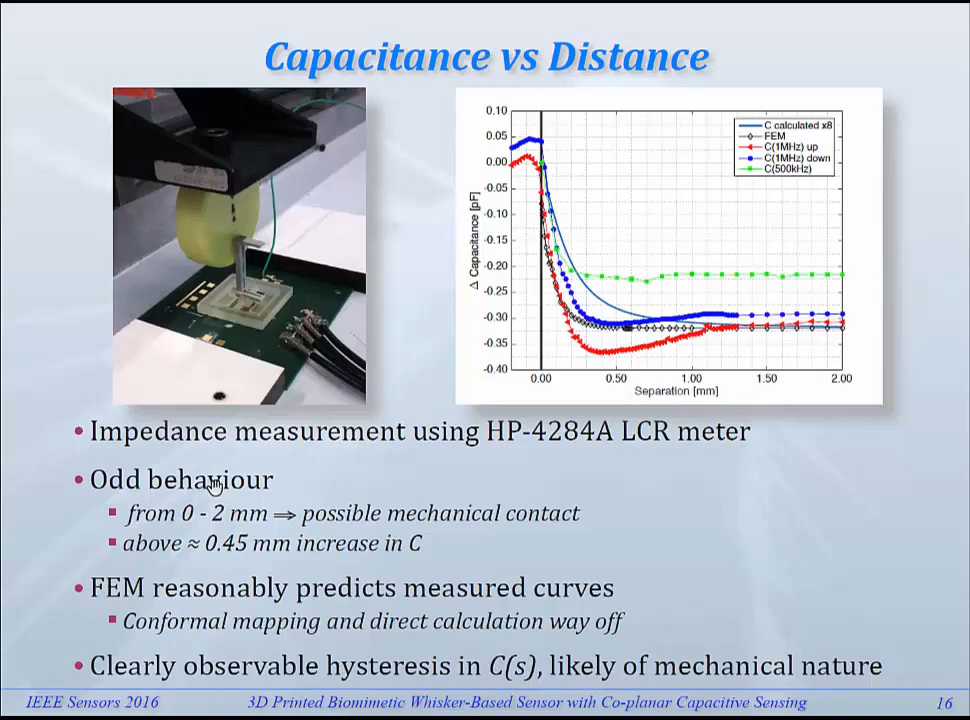 Capacitance vs Distance
0.10
0.05
0.00
-0.05
-0.10
-0.15
-0.20
-0.25
-0.30
-0.35
-0.40
Δ Capacitance [pF]
C calculated x8
FEM
C(1MHz) up
C(1MHz) down
C(500kHz)
0.00 0.50 1.00 1.50 2.00
Separation [mm]
• Impedance measurement using HP-4284A LCR meter
• Odd behaviour
▪ from 0 - 2 mm ⇒ possible mechanical contact
▪ above ≈ 0.45 mm increase in C
• FEM reasonably predicts measured curves
▪ Conformal mapping and direct calculation way off
• Clearly observable hysteresis in C(s), likely of mechanical nature
IEEE Sensors 2016 3D Printed Biomimetic Whisker-Based Sensor with Co-planar Capacitive Sensing 16